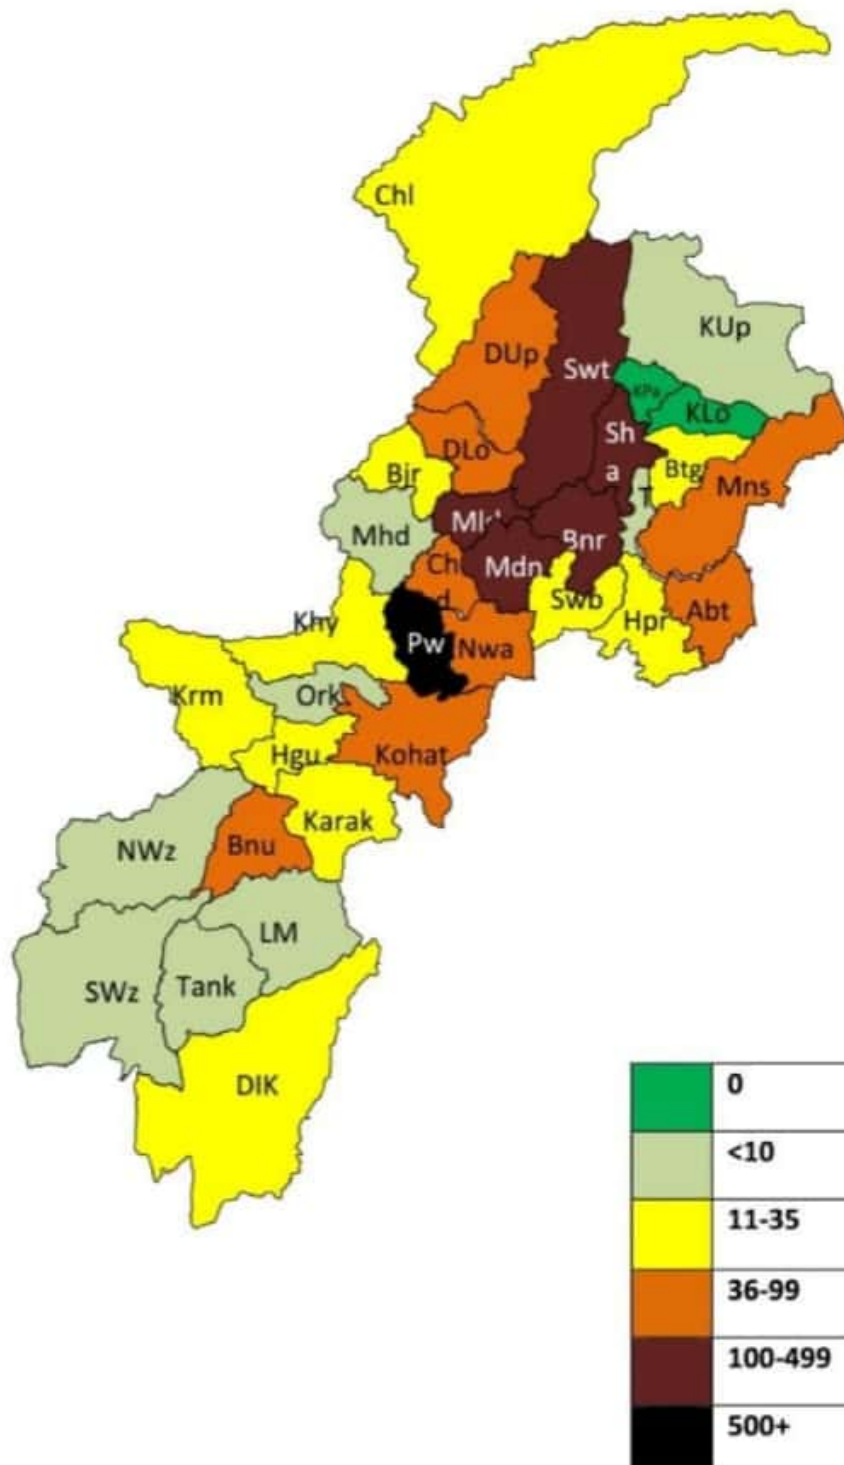 Chl
KUp
DUp
Swt
KPa
KLo
Sh
a
DLo
Btg
Bjr
Mns
T
Mhd
Bnr
Mdn
Ch
d
Swb
Abt
Hpr
Khy
Pw
Nwa
Krm
Ork
Hgu
Kohat
Karak
NWz
Bnu
LM
SWz
Tank
DIK
0
<10
11-35
36-99
100-499
500+